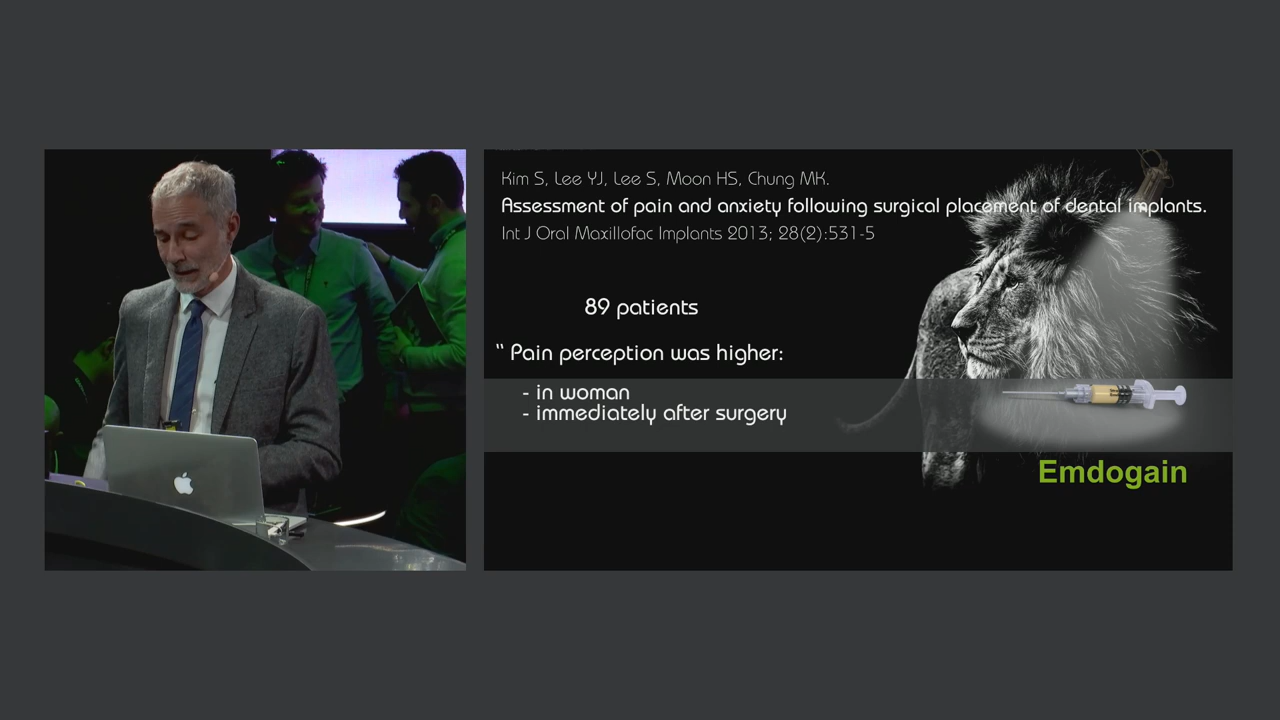 Kim S, Lee YJ, Lee S, Moon HS, Chung MK.
Assessment of pain and anxiety following surgical placement of dental implants.
Int J Oral Maxillofac Implants 2013; 28(2):531-5
89 patients
“ Pain perception was higher:
- in woman
- immediately after surgery
Emdogain